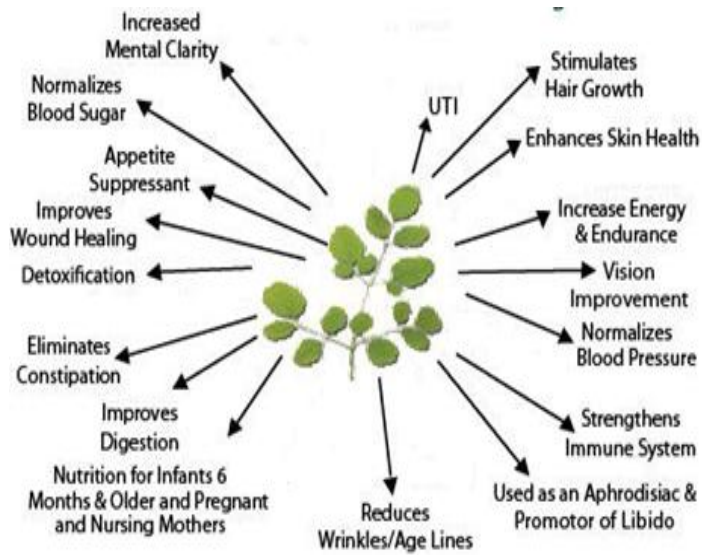 Increased
Mental Clarity
Normalizes
Blood Sugar
Appetite
Suppressant
Improves
Wound Healing
Detoxification
Eliminates
Constipation
Improves
Digestion
Nutrition for Infants 6
Months & Older and Pregnant
and Nursing Mothers
Reduces
Wrinkles/Age Lines
UTI
Stimulates
Hair Growth
Enhances Skin Health
Increase Energy
& Endurance
Vision
Improvement
Normalizes
Blood Pressure
Strengthens
Immune System
Used as an Aphrodisiac &
Promotor of Libido